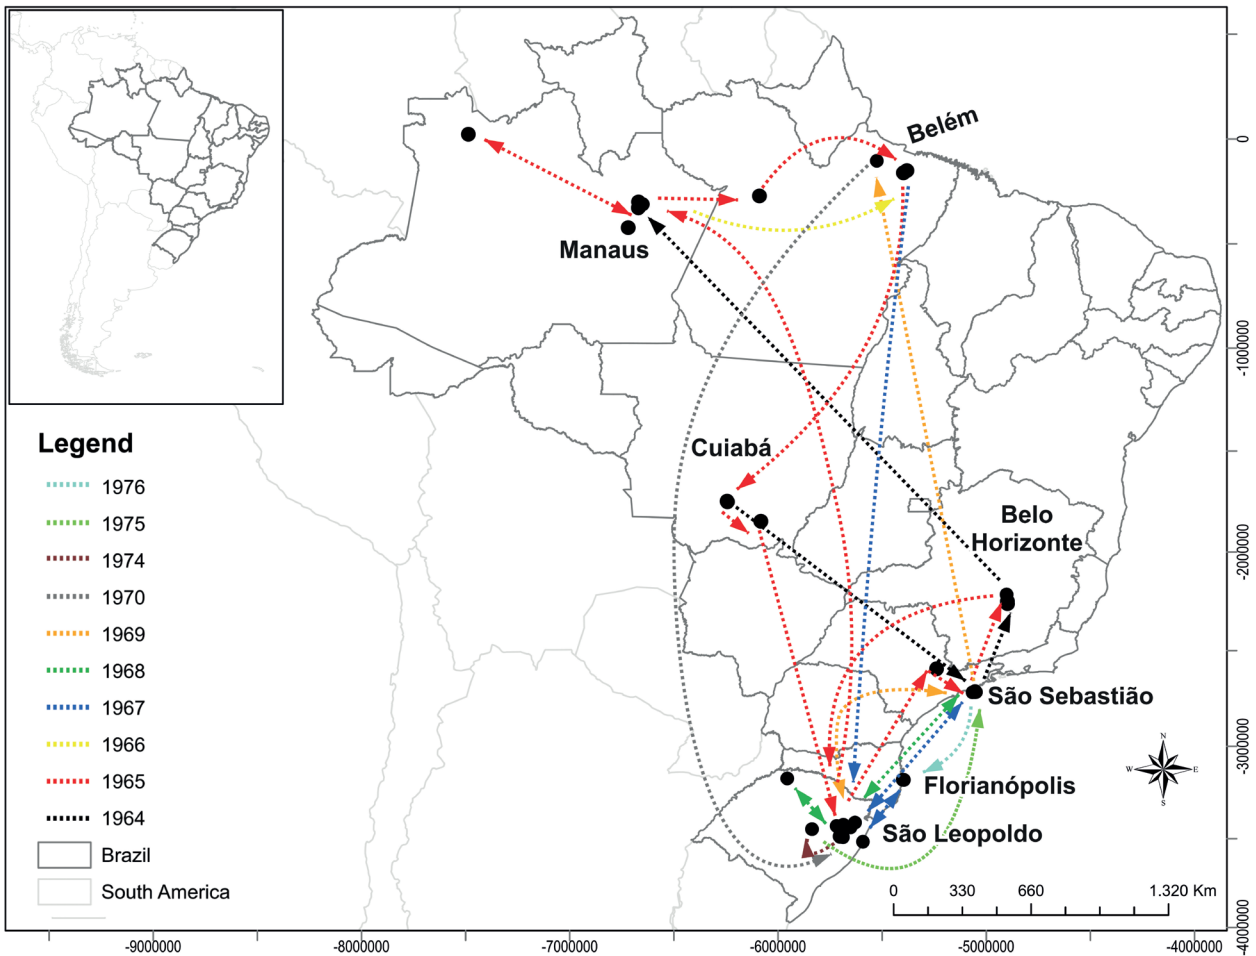 Belém
0
Manaus
-1000000
Legend
Cuiabá
1976
1975
Belo
Horizonte
1974
-2000000
1970
1969
1968
São Sebastião
1967
1966
N
W
E
S
-3000000
1965
Florianópolis
1964
São Leopoldo
Brazil
South America
0 330 660 1.320 Km
-4000000
-9000000 -8000000 -7000000 -6000000 -5000000 -4000000